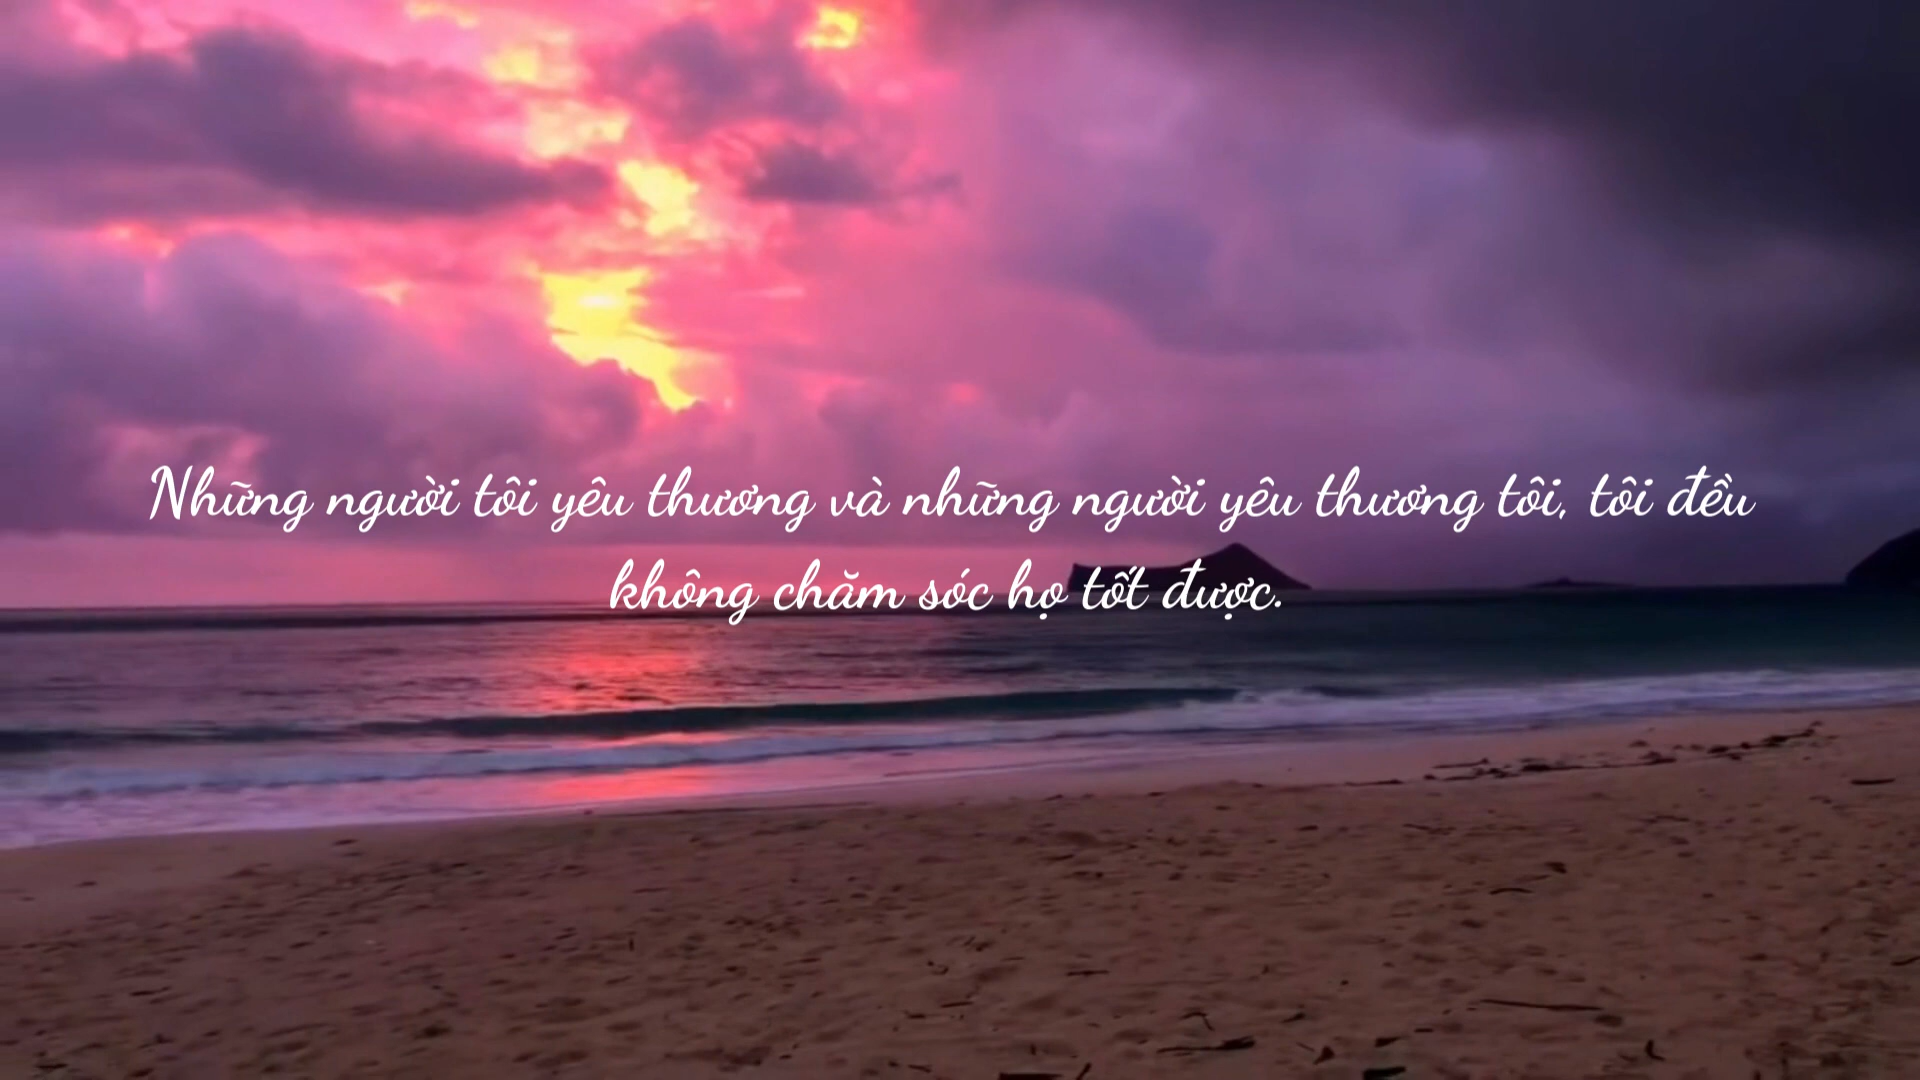 Những người tôi yêu thương và những người yêu thương tôi, tôi đều
không chăm sóc họ tốt được.